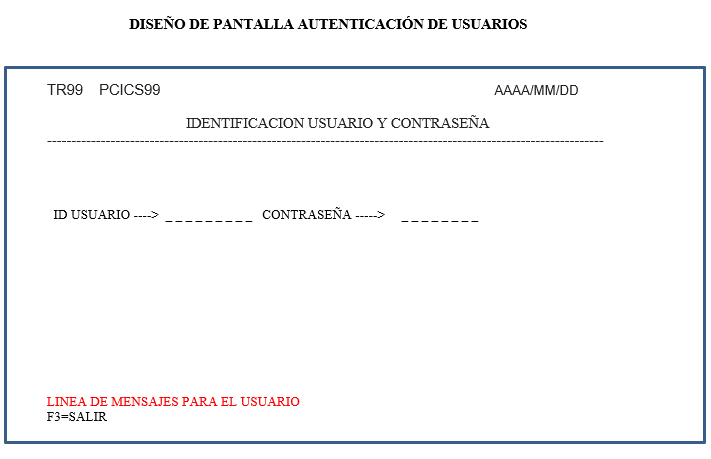 DISEÑO DE PANTALLA AUTENTICACIÓN DE USUARIOS
TR99 PCICS99 AAAA/MM/DD
IDENTIFICACION USUARIO Y CONTRASEÑA
--------------------------------------------------------------------------------------------------------------------
ID USUARIO ----> _ _ _ _ _ _ _ _ _ CONTRASEÑA -----> _ _ _ _ _ _ _ _
LINEA DE MENSAJES PARA EL USUARIO
F3=SALIR